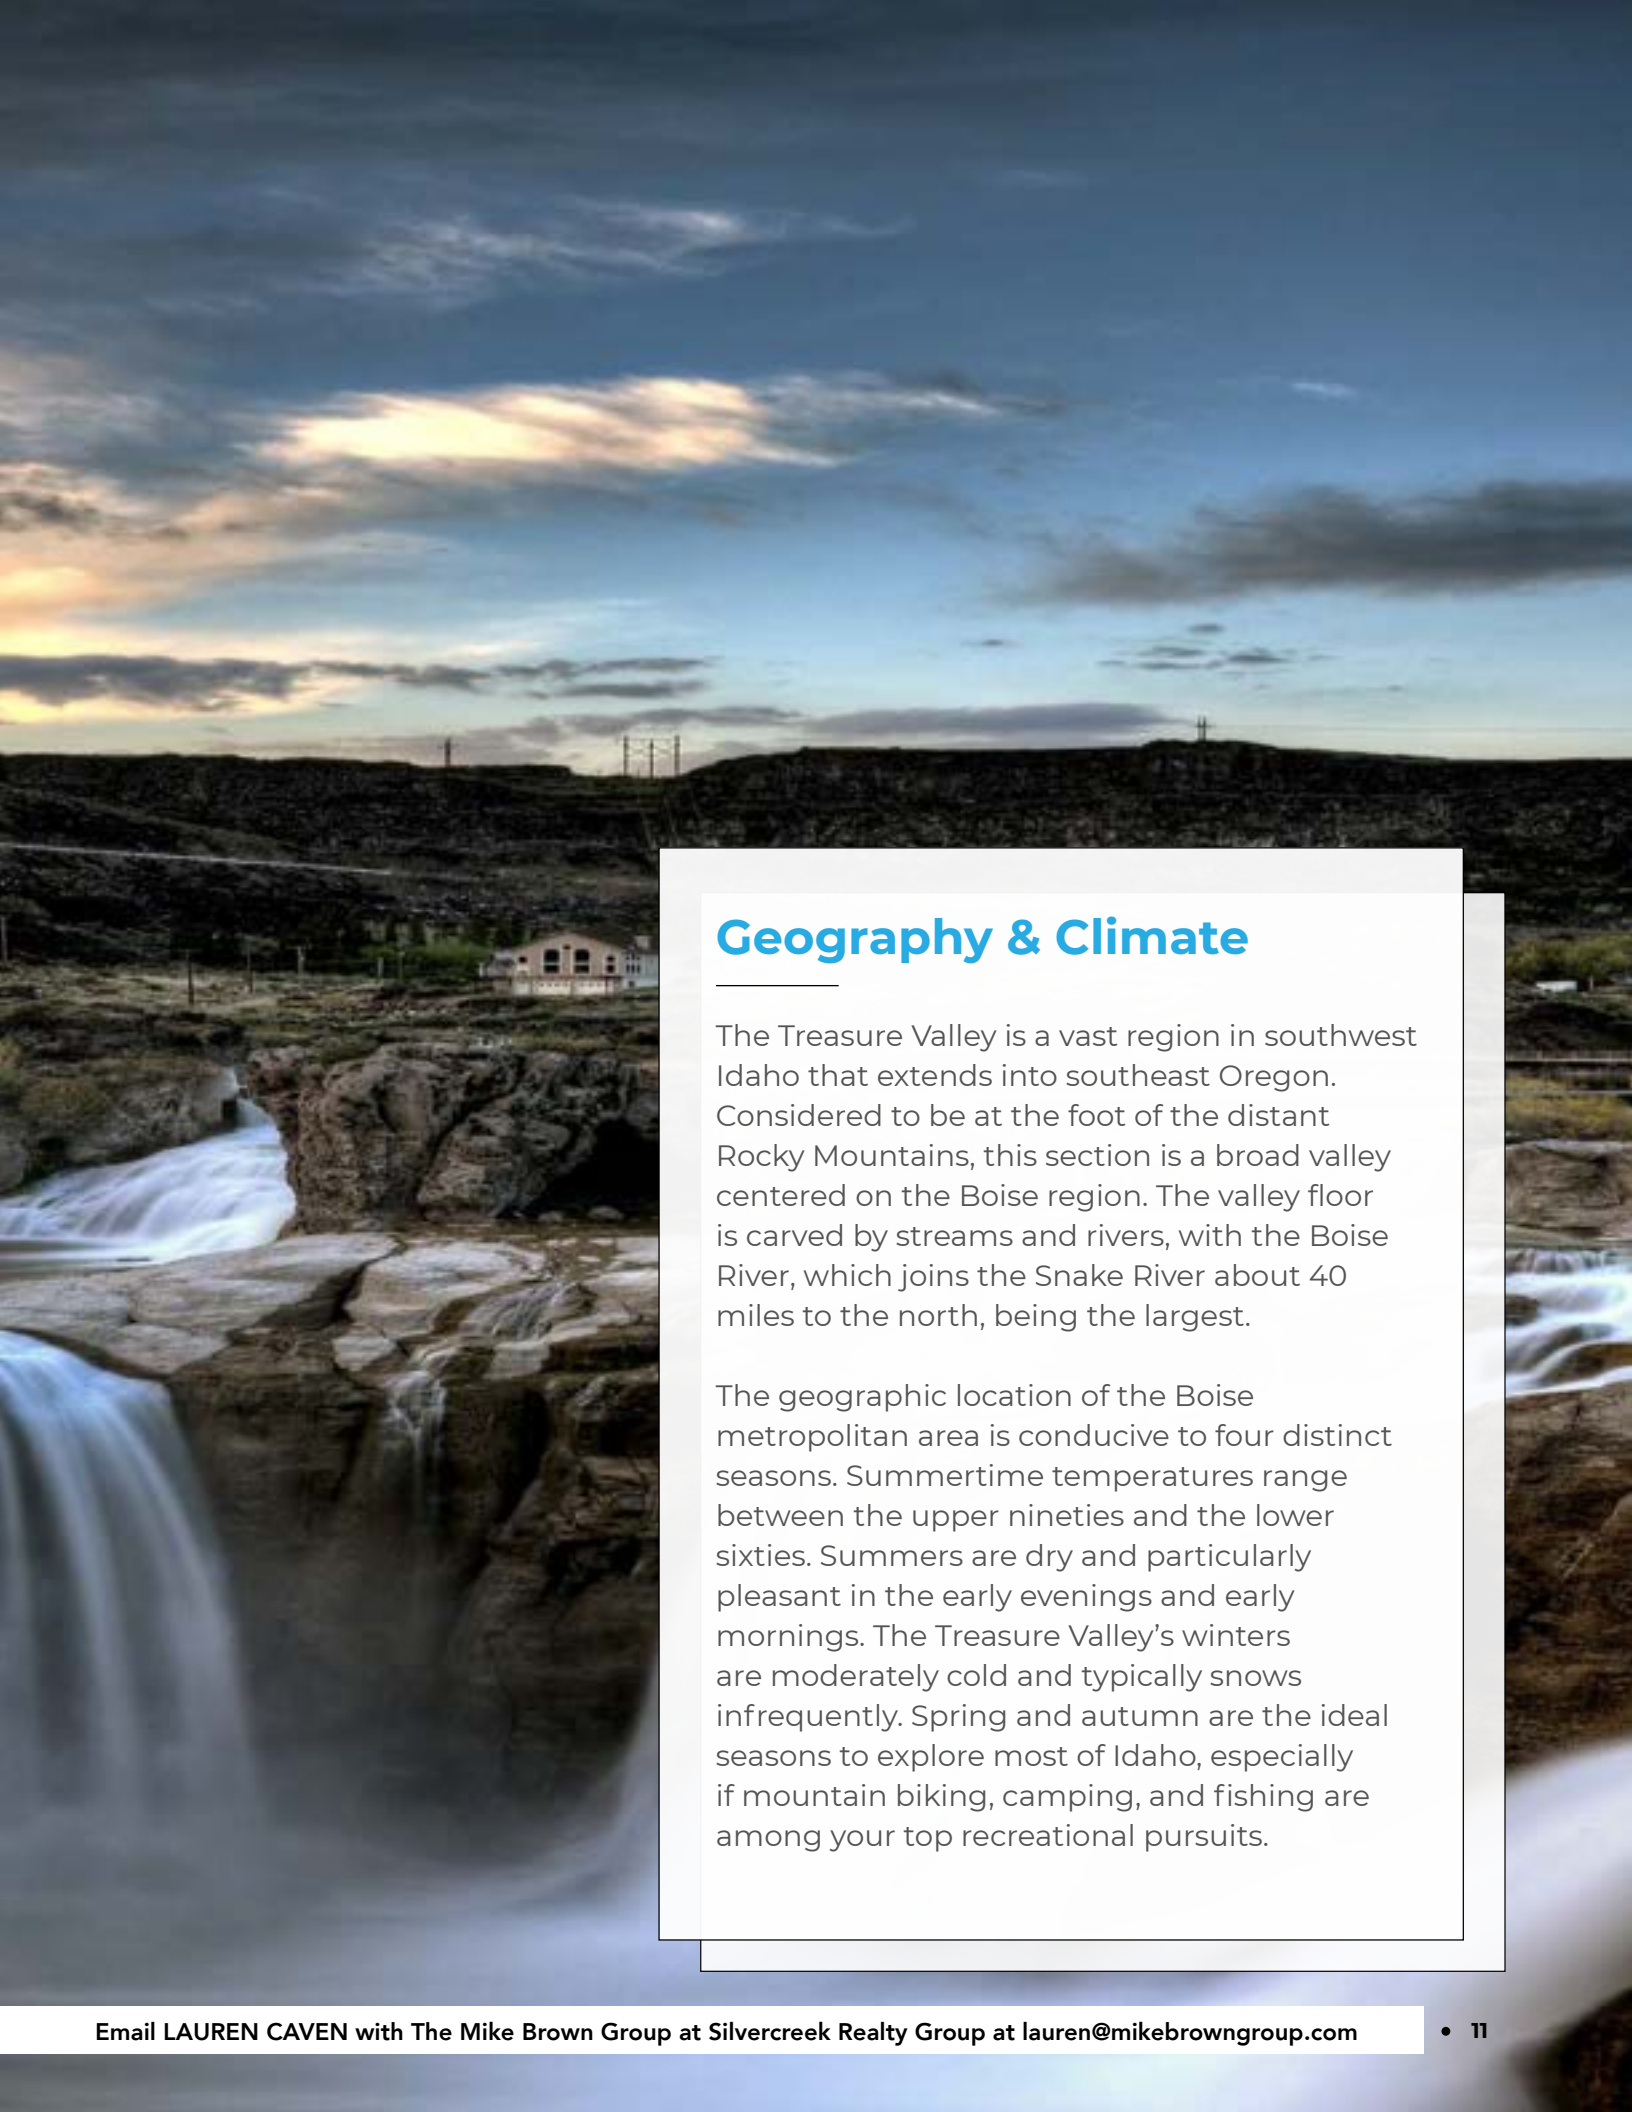 Geography & Climate
The Treasure Valley is a vast region in southwest
Idaho that extends into southeast Oregon.
Considered to be at the foot of the distant
Rocky Mountains, this section is a broad valley
centered on the Boise region. The valley floor
is carved by streams and rivers, with the Boise
River, which joins the Snake River about 40
miles to the north, being the largest.
The geographic location of the Boise
metropolitan area is conducive to four distinct
seasons. Summertime temperatures range
between the upper nineties and the lower
sixties. Summers are dry and particularly
pleasant in the early evenings and early
mornings. The Treasure Valley’s winters
are moderately cold and typically snows
infrequently. Spring and autumn are the ideal
seasons to explore most of Idaho, especially
if mountain biking, camping, and fishing are
among your top recreational pursuits.
Email LAUREN CAVEN with The Mike Brown Group at Silvercreek Realty Group at lauren@mikebrowngroup.com • 11